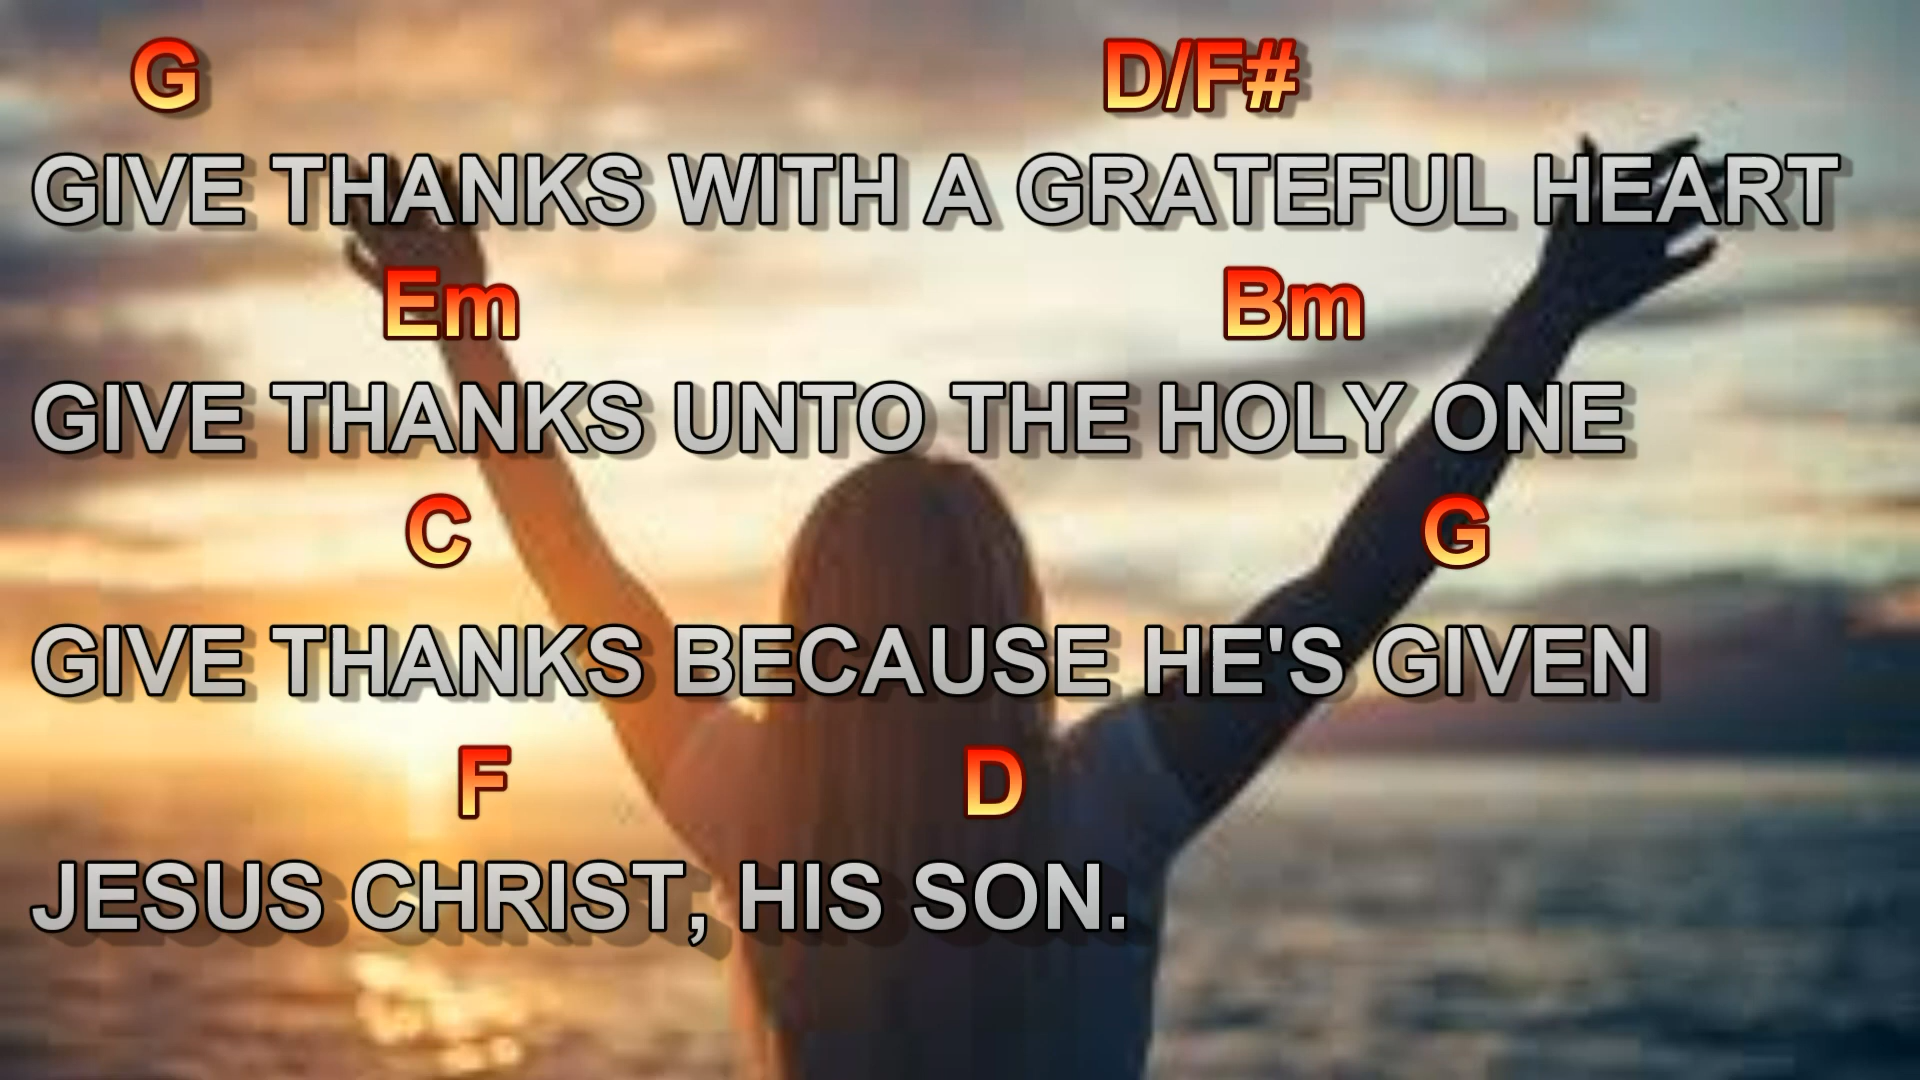 G D/F#
GIVE THANKS WITH A GRATEFUL HEART
Em Bm
GIVE THANKS UNTO THE HOLY ONE
C G
GIVE THANKS BECAUSE HE'S GIVEN
F D
JESUS CHRIST, HIS SON.